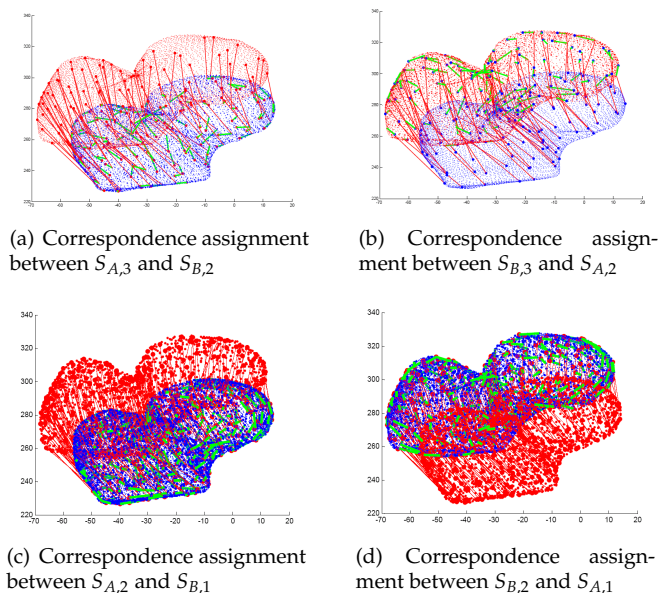 340
320
300
280
260
240
220
-70 -60 -50 -40 -30 -20 -10 0 10 20
340
320
300
280
260
240
220
-70 -60 -50 -40 -30 -20 -10 0 10 20
(a) Correspondence assignment
between S_{A,3} and S_{B,2}
(b) Correspondence assign-
ment between S_{B,3} and S_{A,2}
340
320
300
280
260
240
220
-70 -60 -50 -40 -30 -20 -10 0 10 20
340
320
300
280
260
240
220
-70 -60 -50 -40 -30 -20 -10 0 10 20
(c) Correspondence assignment
between S_{A,2} and S_{B,1}
(d) Correspondence assign-
ment between S_{B,2} and S_{A,1}